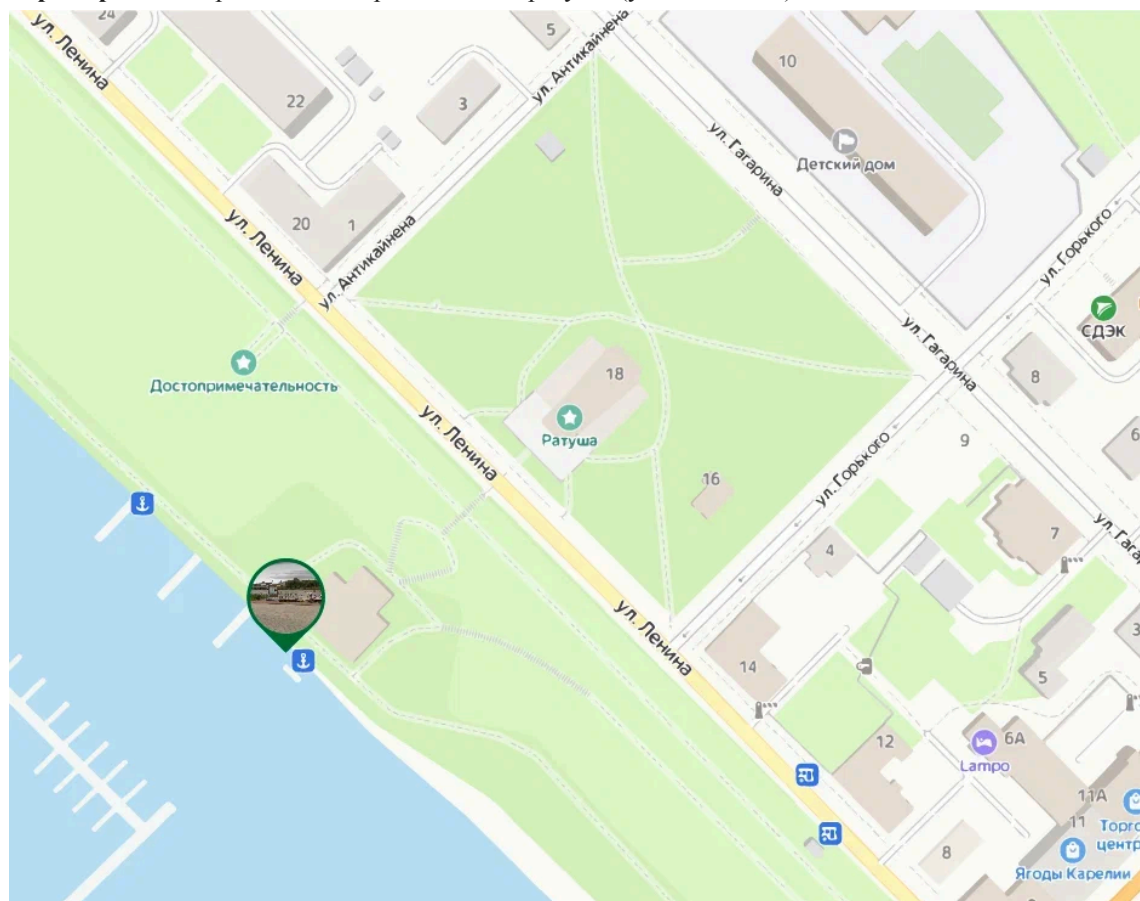 24
5
ул. Ленина
22
3
ул. Антикайнена
10
ул. Гагарина
Детский дом
ул. Горького
20
1
ул. Ленина
ул. Антикайнена
СДЭК
ул. Гагарина
Достопримечательность
18
8
Ратуша
ул. Ленина
9
6
16
ул. Горького
7
4
ул. Гага
ул. Ленина
14
3
5
12
6А
Lampo
11А
11
Торго
центр
8
Ягоды Карелии